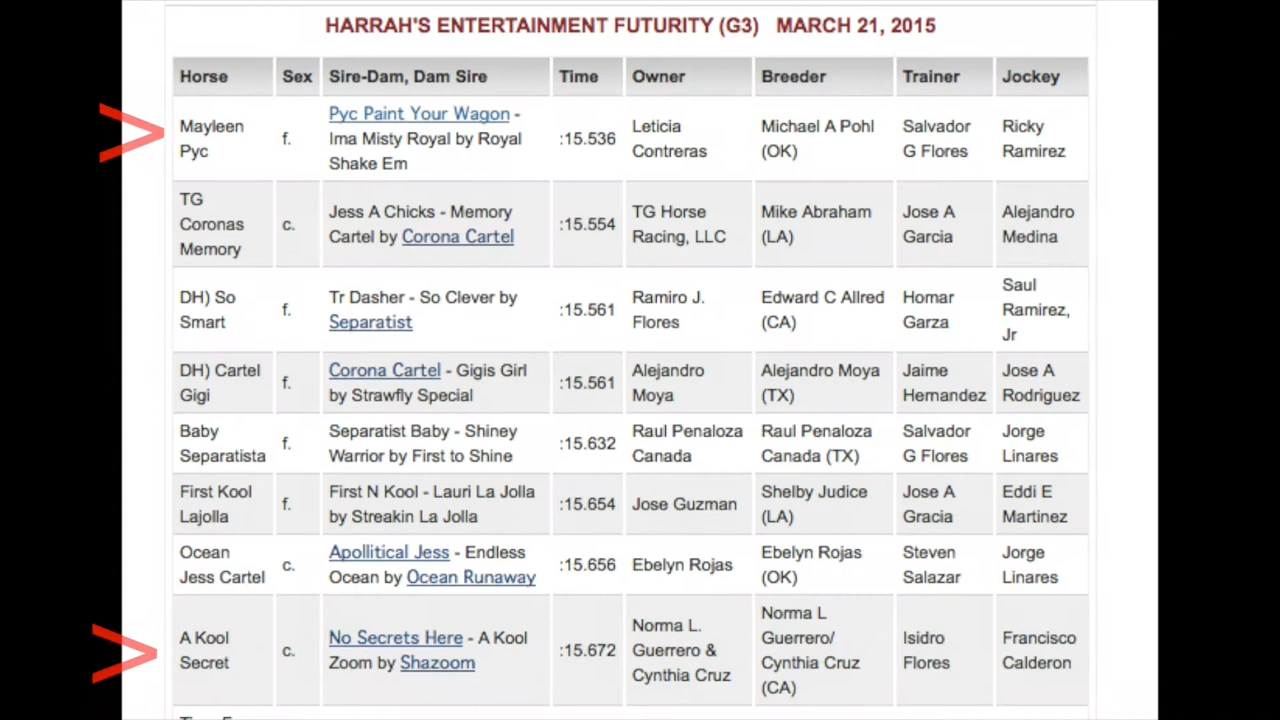 HARRAH'S ENTERTAINMENT FUTURITY (G3) MARCH 21, 2015
Horse Sex Sire-Dam, Dam Sire Time Owner Breeder Trainer Jockey
Mayleen
Pyc
f.
Pyc Paint Your Wagon -
Ima Misty Royal by Royal
Shake Em
:15.536
Leticia
Contreras
Michael A Pohl
(OK)
Salvador
G Flores
Ricky
Ramirez
TG
Coronas
Memory
c.
Jess A Chicks - Memory
Cartel by Corona Cartel
:15.554
TG Horse
Racing, LLC
Mike Abraham
(LA)
Jose A
Garcia
Alejandro
Medina
DH) So
Smart
f.
Tr Dasher - So Clever by
Separatist
:15.561
Ramiro J.
Flores
Edward C Allred
(CA)
Homar
Garza
Saul
Ramirez,
Jr
DH) Cartel
Gigi
f.
Corona Cartel - Gigis Girl
by Strawfly Special
:15.561
Alejandro
Moya
Alejandro Moya
(TX)
Jaime
Hernandez
Jose A
Rodriguez
Baby
Separatista
f.
Separatist Baby - Shiney
Warrior by First to Shine
:15.632
Raul Penaloza
Canada
Raul Penaloza
Canada (TX)
Salvador
G Flores
Jorge
Linares
First Kool
Lajolla
f.
First N Kool - Lauri La Jolla
by Streakin La Jolla
:15.654
Jose Guzman
Shelby Judice
(LA)
Jose A
Gracia
Eddi E
Martinez
Ocean
Jess Cartel
c.
Apollitical Jess - Endless
Ocean by Ocean Runaway
:15.656
Ebelyn Rojas
Ebelyn Rojas
(OK)
Steven
Salazar
Jorge
Linares
A Kool
Secret
c.
No Secrets Here - A Kool
Zoom by Shazoom
:15.672
Norma L.
Guerrero &
Cynthia Cruz
Norma L
Guerrero/
Cynthia Cruz
(CA)
Isidro
Flores
Francisco
Calderon